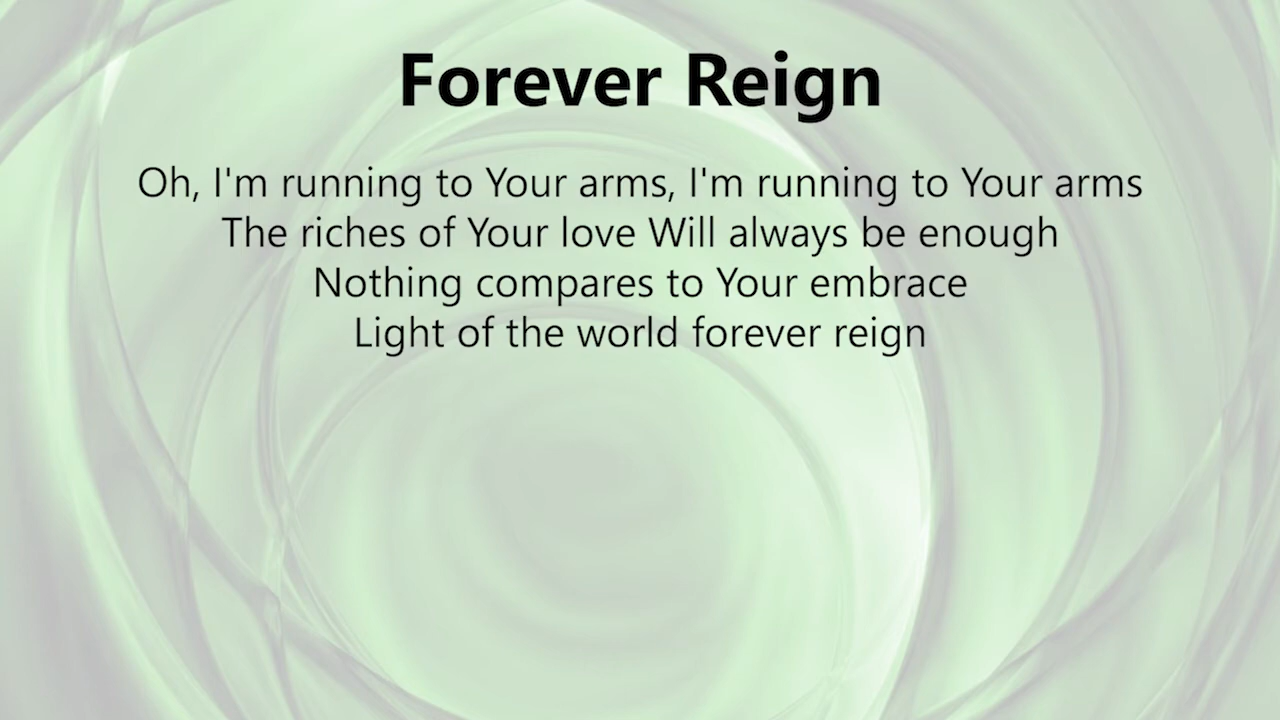 Forever Reign
Oh, I'm running to Your arms, I'm running to Your arms
The riches of Your love Will always be enough
Nothing compares to Your embrace
Light of the world forever reign